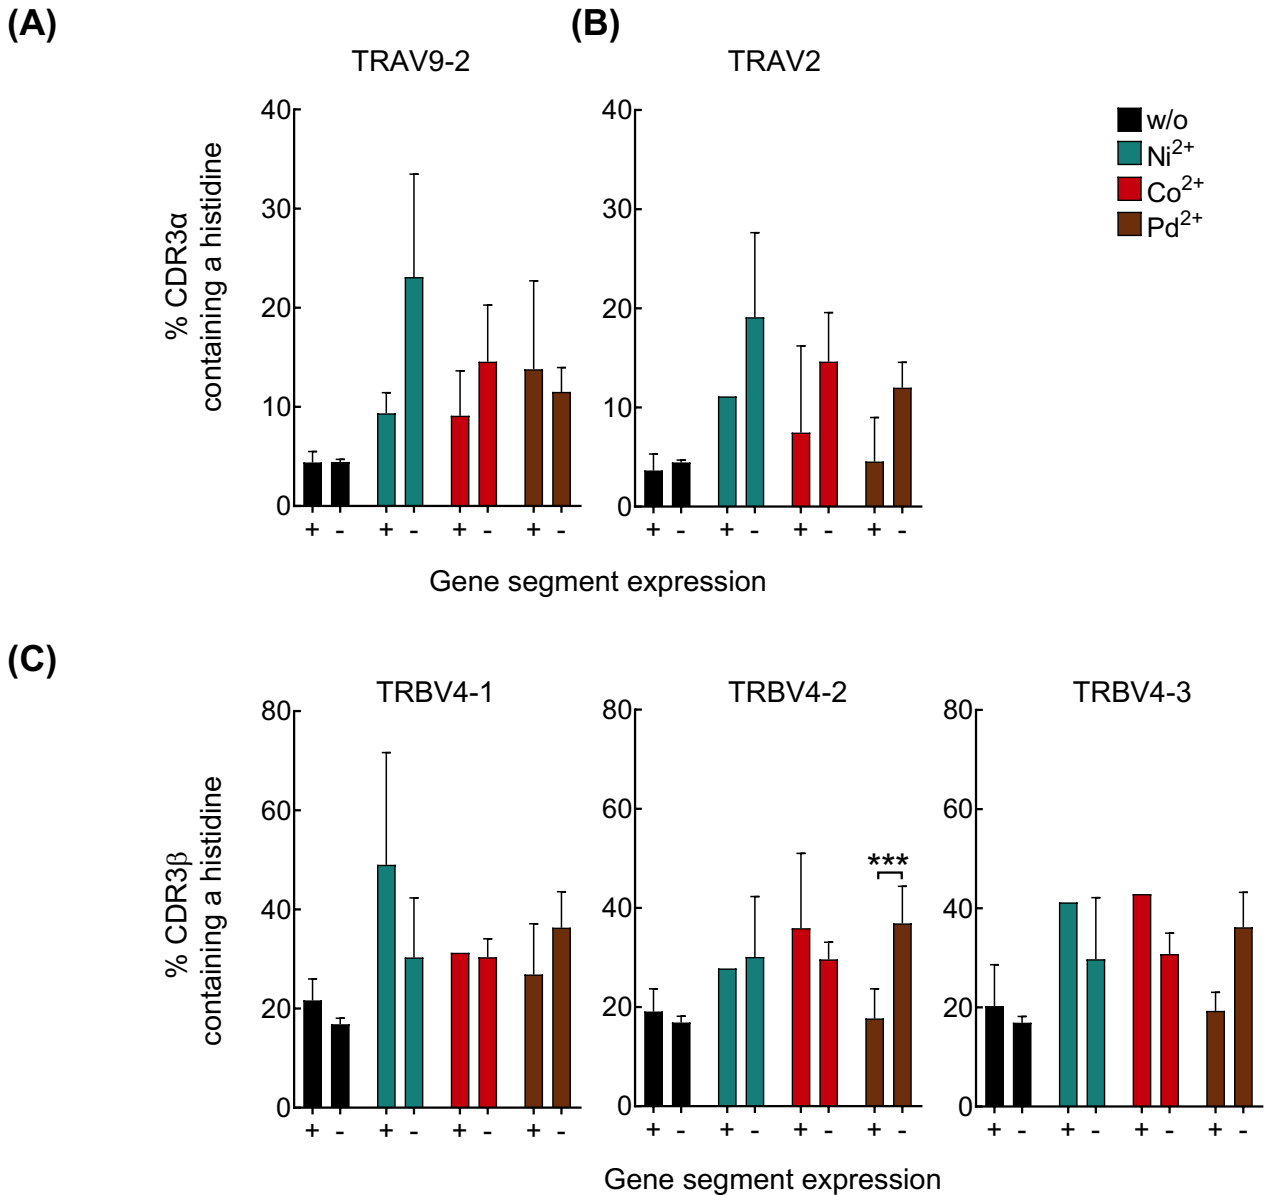 (A)
(B)
TRAV9-2
TRAV2
40
30
20
10
0
% CDR3α
containing a histidine
+ - + - + - + -
40
30
20
10
0
+ - + - + - + -
w/o
Ni2+
Co2+
Pd2+
Gene segment expression
(C)
TRBV4-1
TRBV4-2
TRBV4-3
80
60
40
20
0
% CDR3β
containing a histidine
+ - + - + - + -
80
60
40
20
0
***
+ - + - + - + -
80
60
40
20
0
+ - + - + - + -
Gene segment expression